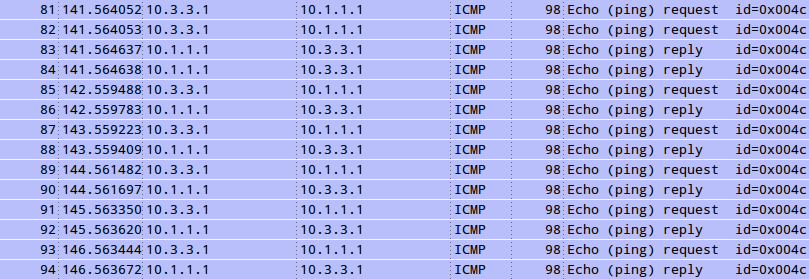 81 141.564052 10.3.3.1 10.1.1.1 ICMP 98 Echo (ping) request id=0x004c
82 141.564053 10.3.3.1 10.1.1.1 ICMP 98 Echo (ping) request id=0x004c
83 141.564637 10.1.1.1 10.3.3.1 ICMP 98 Echo (ping) reply id=0x004c
84 141.564638 10.1.1.1 10.3.3.1 ICMP 98 Echo (ping) reply id=0x004c
85 142.559488 10.3.3.1 10.1.1.1 ICMP 98 Echo (ping) request id=0x004c
86 142.559783 10.1.1.1 10.3.3.1 ICMP 98 Echo (ping) reply id=0x004c
87 143.559223 10.3.3.1 10.1.1.1 ICMP 98 Echo (ping) request id=0x004c
88 143.559409 10.1.1.1 10.3.3.1 ICMP 98 Echo (ping) reply id=0x004c
89 144.561482 10.3.3.1 10.1.1.1 ICMP 98 Echo (ping) request id=0x004c
90 144.561697 10.1.1.1 10.3.3.1 ICMP 98 Echo (ping) reply id=0x004c
91 145.563350 10.3.3.1 10.1.1.1 ICMP 98 Echo (ping) request id=0x004c
92 145.563620 10.1.1.1 10.3.3.1 ICMP 98 Echo (ping) reply id=0x004c
93 146.563444 10.3.3.1 10.1.1.1 ICMP 98 Echo (ping) request id=0x004c
94 146.563672 10.1.1.1 10.3.3.1 ICMP 98 Echo (ping) reply id=0x004c